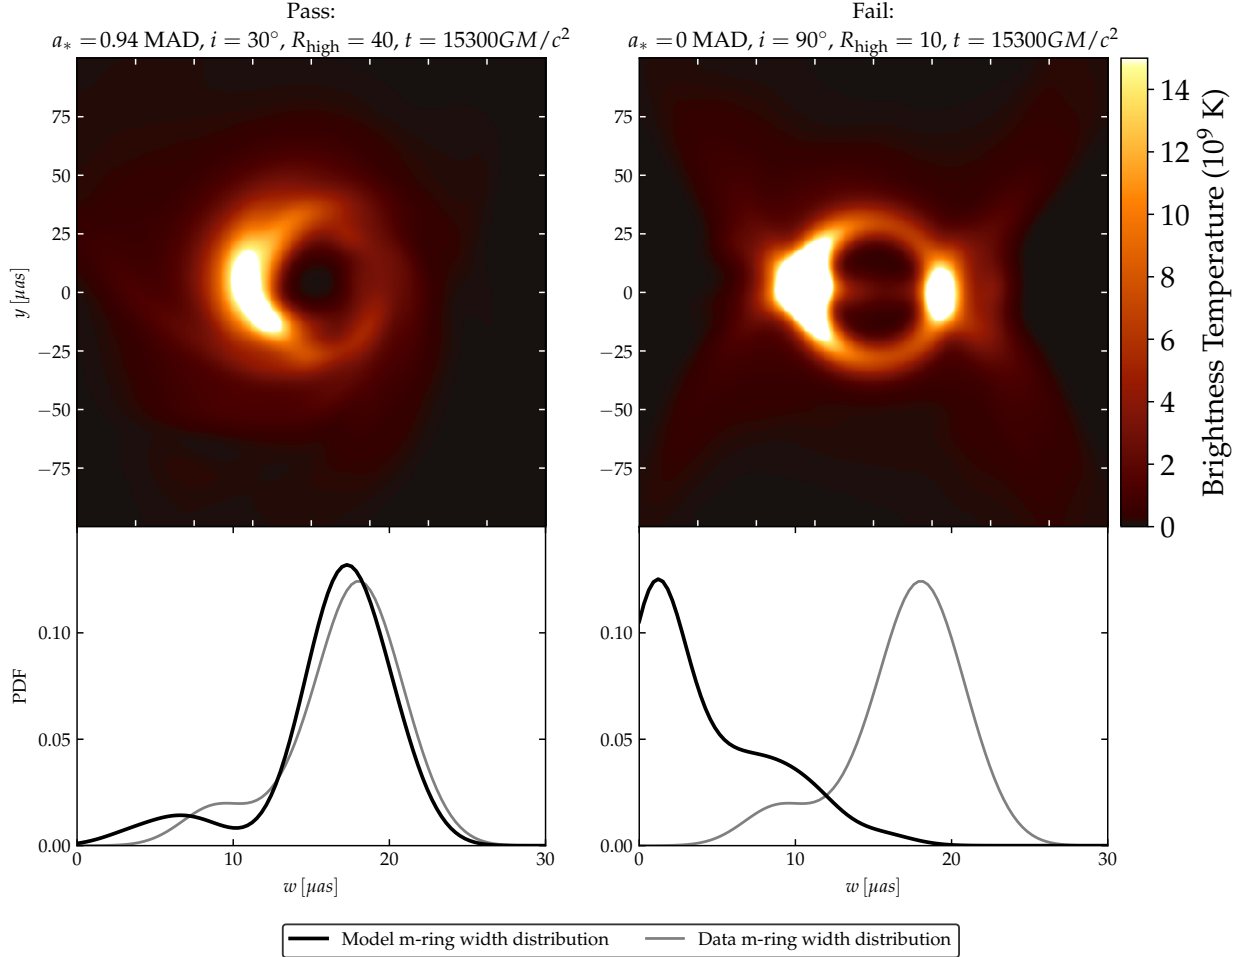 Pass:
a* = 0.94 MAD, i = 30°, Rhigh = 40, t = 15300GM/c²
Fail:
a* = 0 MAD, i = 90°, Rhigh = 10, t = 15300GM/c²
75
50
25
0
−25
−50
−75
y [μas]
75
50
25
0
−25
−50
−75
14
12
10
8
6
4
2
0
Brightness Temperature (10⁹ K)
0.10
0.05
0.00
PDF
0 10 20 30
w [μas]
0.10
0.05
0.00
0 10 20 30
w [μas]
Model m-ring width distribution
Data m-ring width distribution